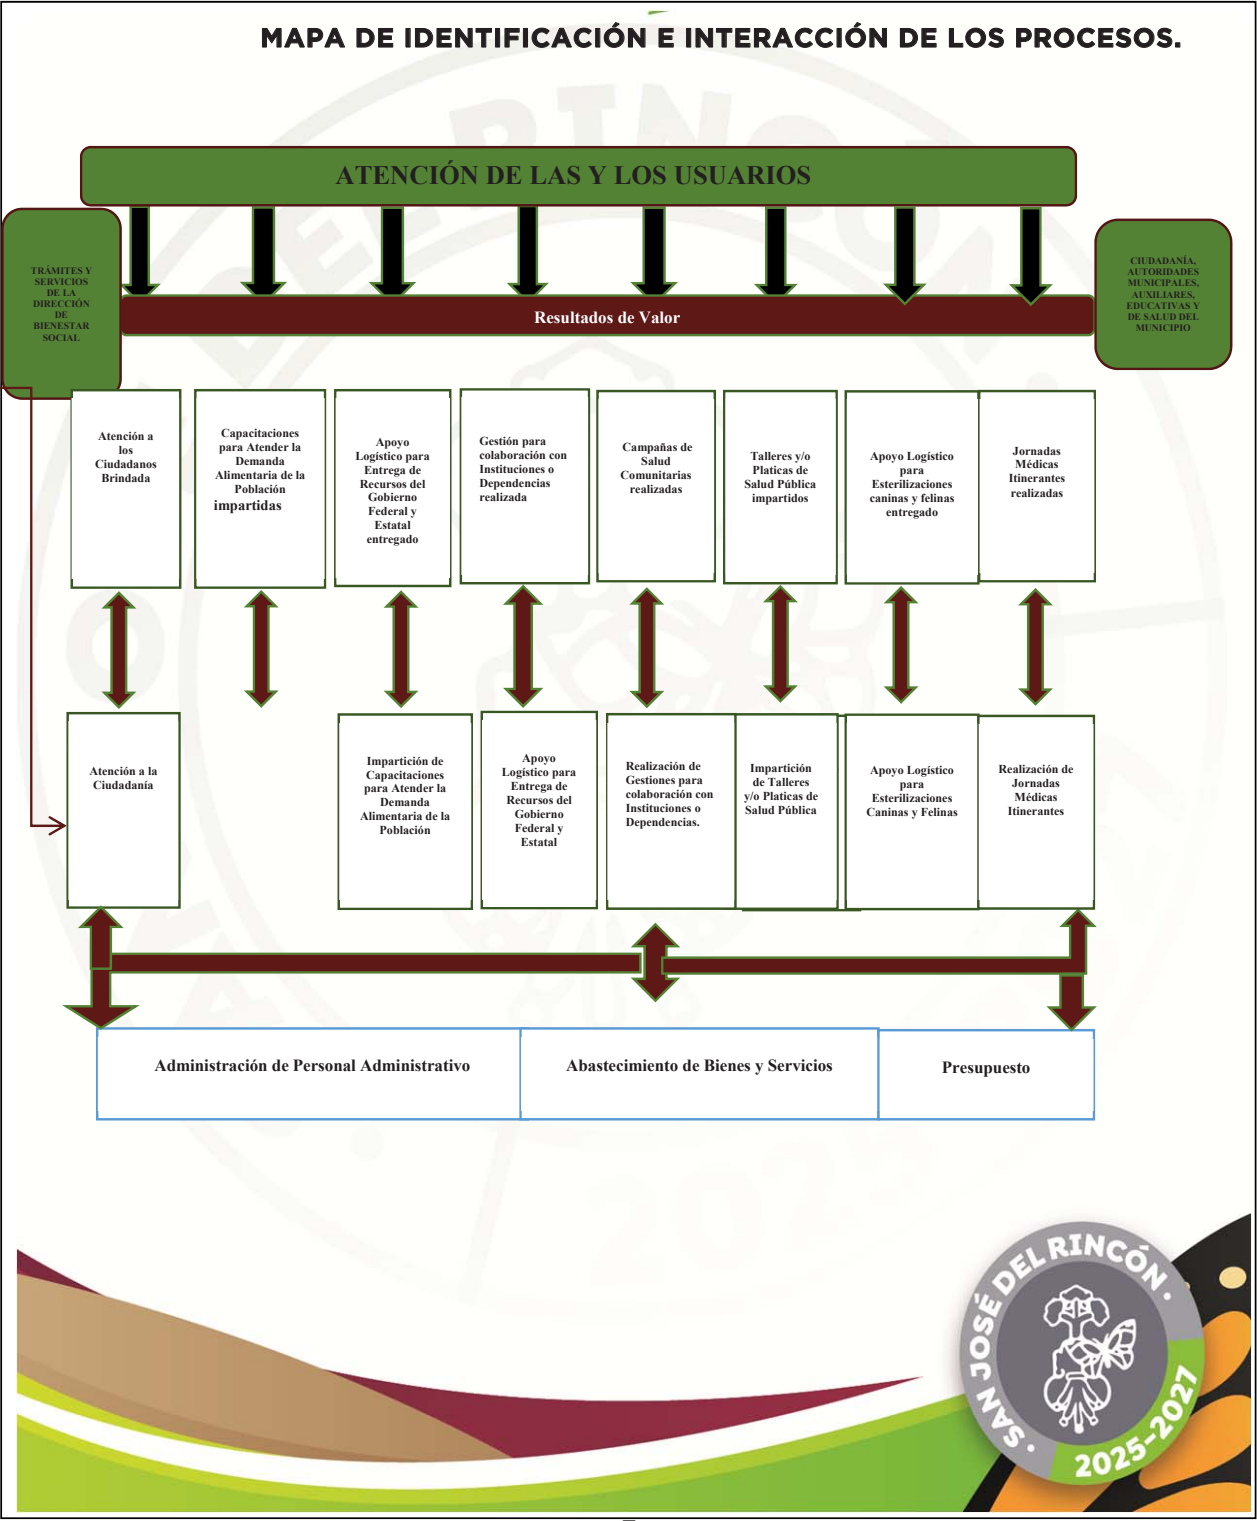 MAPA DE IDENTIFICACIÓN E INTERACCIÓN DE LOS PROCESOS.
ATENCIÓN DE LAS Y LOS USUARIOS
TRÁMITES Y
SERVICIOS
DE LA
DIRECCIÓN
DE
BIENESTAR
SOCIAL
CIUDADANÍA,
AUTORIDADES
MUNICIPALES,
AUXILIARES,
EDUCATIVAS Y
DE SALUD DEL
MUNICIPIO
Resultados de Valor
Atención a
los
Ciudadanos
Brindada
Capacitaciones
para Atender la
Demanda
Alimentaria de la
Población
impartidas
Apoyo
Logístico para
Entrega de
Recursos del
Gobierno
Federal y
Estatal
entregado
Gestión para
colaboración con
Instituciones o
Dependencias
realizada
Campañas de
Salud
Comunitarias
realizadas
Talleres y/o
Platicas de
Salud Pública
impartidos
Apoyo Logístico
para
Esterilizaciones
caninas y felinas
entregado
Jornadas
Médicas
Itinerantes
realizadas
Atención a la
Ciudadanía
Impartición de
Capacitaciones
para Atender la
Demanda
Alimentaria de la
Población
Apoyo
Logístico para
Entrega de
Recursos del
Gobierno
Federal y
Estatal
Realización de
Gestiones para
colaboración con
Instituciones o
Dependencias.
Impartición
de Talleres
y/o Platicas de
Salud Pública
Apoyo Logístico
para
Esterilizaciones
Caninas y Felinas
Realización de
Jornadas
Médicas
Itinerantes
Administración de Personal Administrativo
Abastecimiento de Bienes y Servicios
Presupuesto
· SAN JOSÉ DEL RINCÓN ·
2025-2027